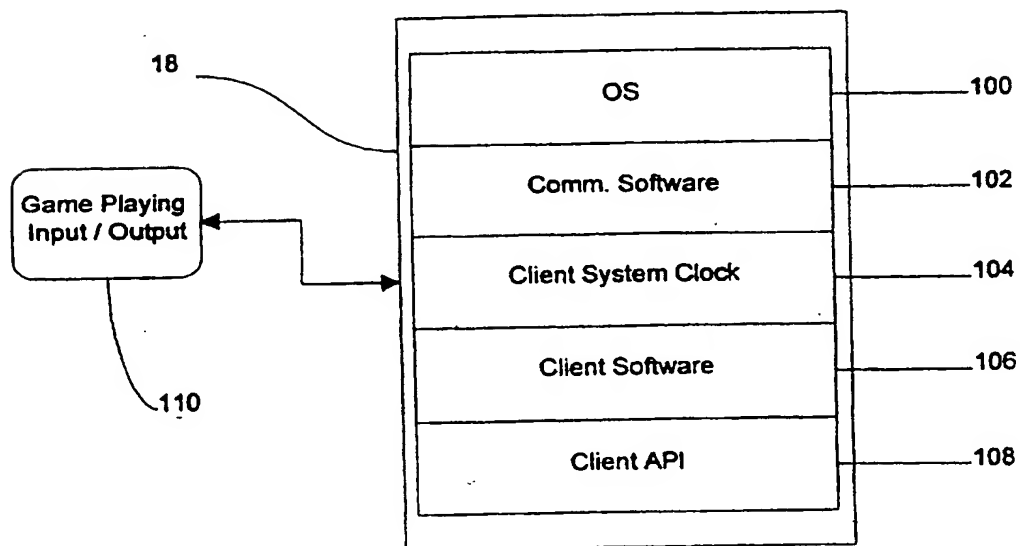 18
OS
100
Comm. Software
102
Game Playing
Input / Output
Client System Clock
104
Client Software
106
110
Client API
108